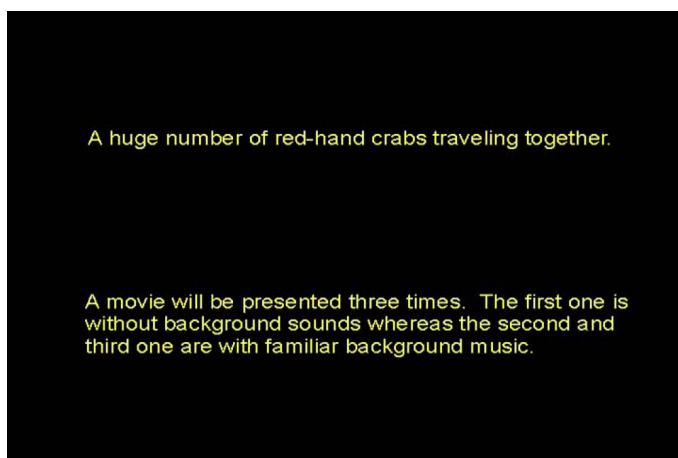 A huge number of red-hand crabs traveling together.
A movie will be presented three times.  The first one is
without background sounds whereas the second and
third one are with familiar background music.